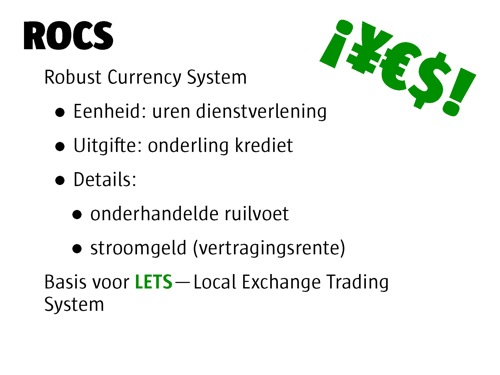 ROCS
¡¥€$!
Robust Currency System
● Eenheid: uren dienstverlening
● Uitgifte: onderling krediet
● Details:
● onderhandelde ruilvoet
● stroomgeld (vertragingsrente)
Basis voor LETS — Local Exchange Trading
System